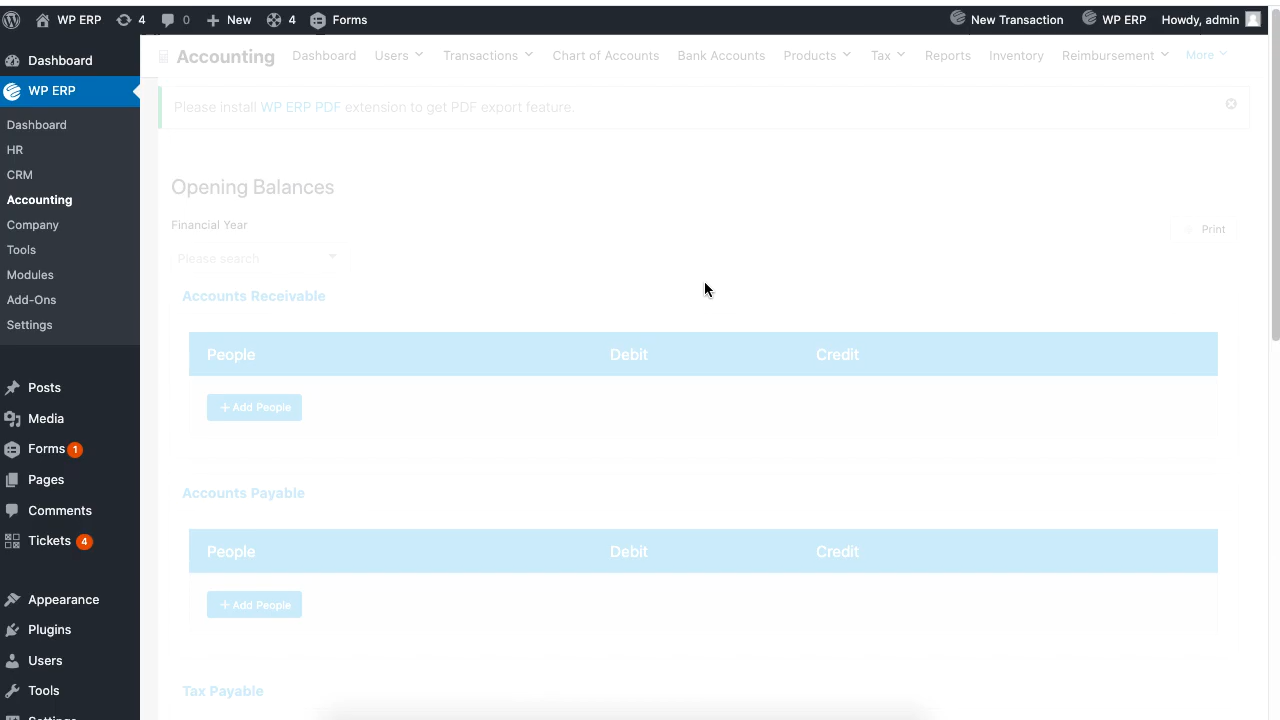 WP ERP 4 0 New 4 Forms New Transaction WP ERP Howdy, admin
Dashboard
WP ERP
Dashboard
HR
CRM
Accounting
Company
Tools
Modules
Add-Ons
Settings
Posts
Media
Forms 1
Pages
Comments
Tickets 4
Appearance
Plugins
Users
Tools
Settings
Accounting Dashboard Users Transactions Chart of Accounts Bank Accounts Products Tax Reports Inventory Reimbursement More
Please install WP ERP PDF extension to get PDF export feature.
Opening Balances
Financial Year
Print
Please search
Accounts Receivable
People Debit Credit
+ Add People
Accounts Payable
People Debit Credit
+ Add People
Tax Payable